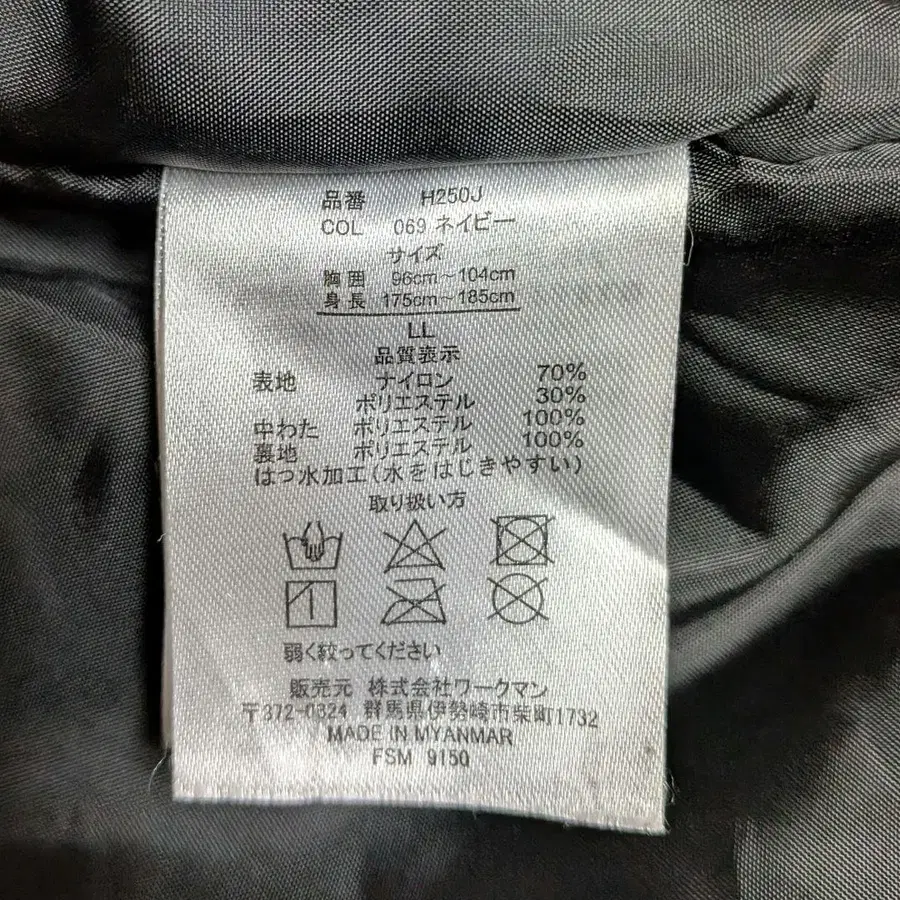 品番 H250J
COL 069 ネイビー
サイズ
胸囲 96cm～104cm
身長 175cm～185cm
LL
品質表示
表地 ナイロン 70%
ポリエステル 30%
中わた ポリエステル 100%
裏地 ポリエステル 100%
はっ水加工(水をはじきやすい)
取り扱い方
弱く絞ってください
販売元 株式会社ワークマン
〒372-0324 群馬県伊勢崎市柴町1732
MADE IN MYANMAR
FSM 9150